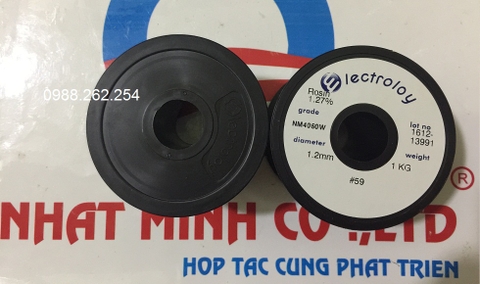 0988.262.254
lectroloy
Rosin
1.27%
grade
NM4060W
diameter
1.2mm
lot no
1612-
13991
weight
1 KG
#59
NHAT MINH CO .,LTD ®
HOP TAC CUNG PHAT TRIEN